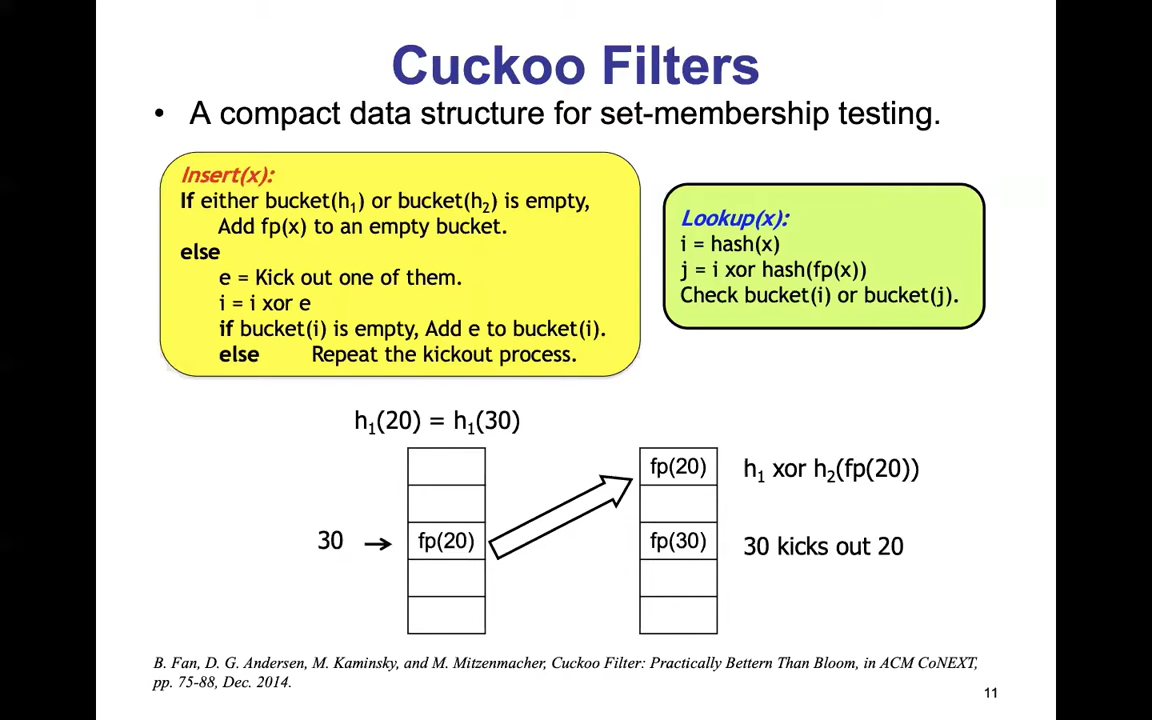 Cuckoo Filters
• A compact data structure for set-membership testing.
Insert(x):
If either bucket(h₁) or bucket(h₂) is empty,
Add fp(x) to an empty bucket.
else
e = Kick out one of them.
i = i xor e
if bucket(i) is empty, Add e to bucket(i).
else Repeat the kickout process.
Lookup(x):
i = hash(x)
j = i xor hash(fp(x))
Check bucket(i) or bucket(j).
h₁(20) = h₁(30)
fp(20)
h₁ xor h₂(fp(20))
30 → fp(20)
fp(30)
30 kicks out 20
B. Fan, D. G. Andersen, M. Kaminsky, and M. Mitzenmacher, Cuckoo Filter: Practically Bettern Than Bloom, in ACM CoNEXT,
pp. 75-88, Dec. 2014.
11